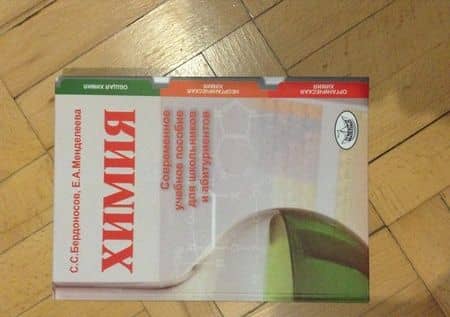 С.С.Бердоносов, Е.А.Менделеева
ХИМИЯ
Современное
учебное пособие
для школьников
и абитуриентов
ОБЩАЯ ХИМИЯ
НЕОРГАНИЧЕСКАЯ
ХИМИЯ
ОРГАНИЧЕСКАЯ
ХИМИЯ